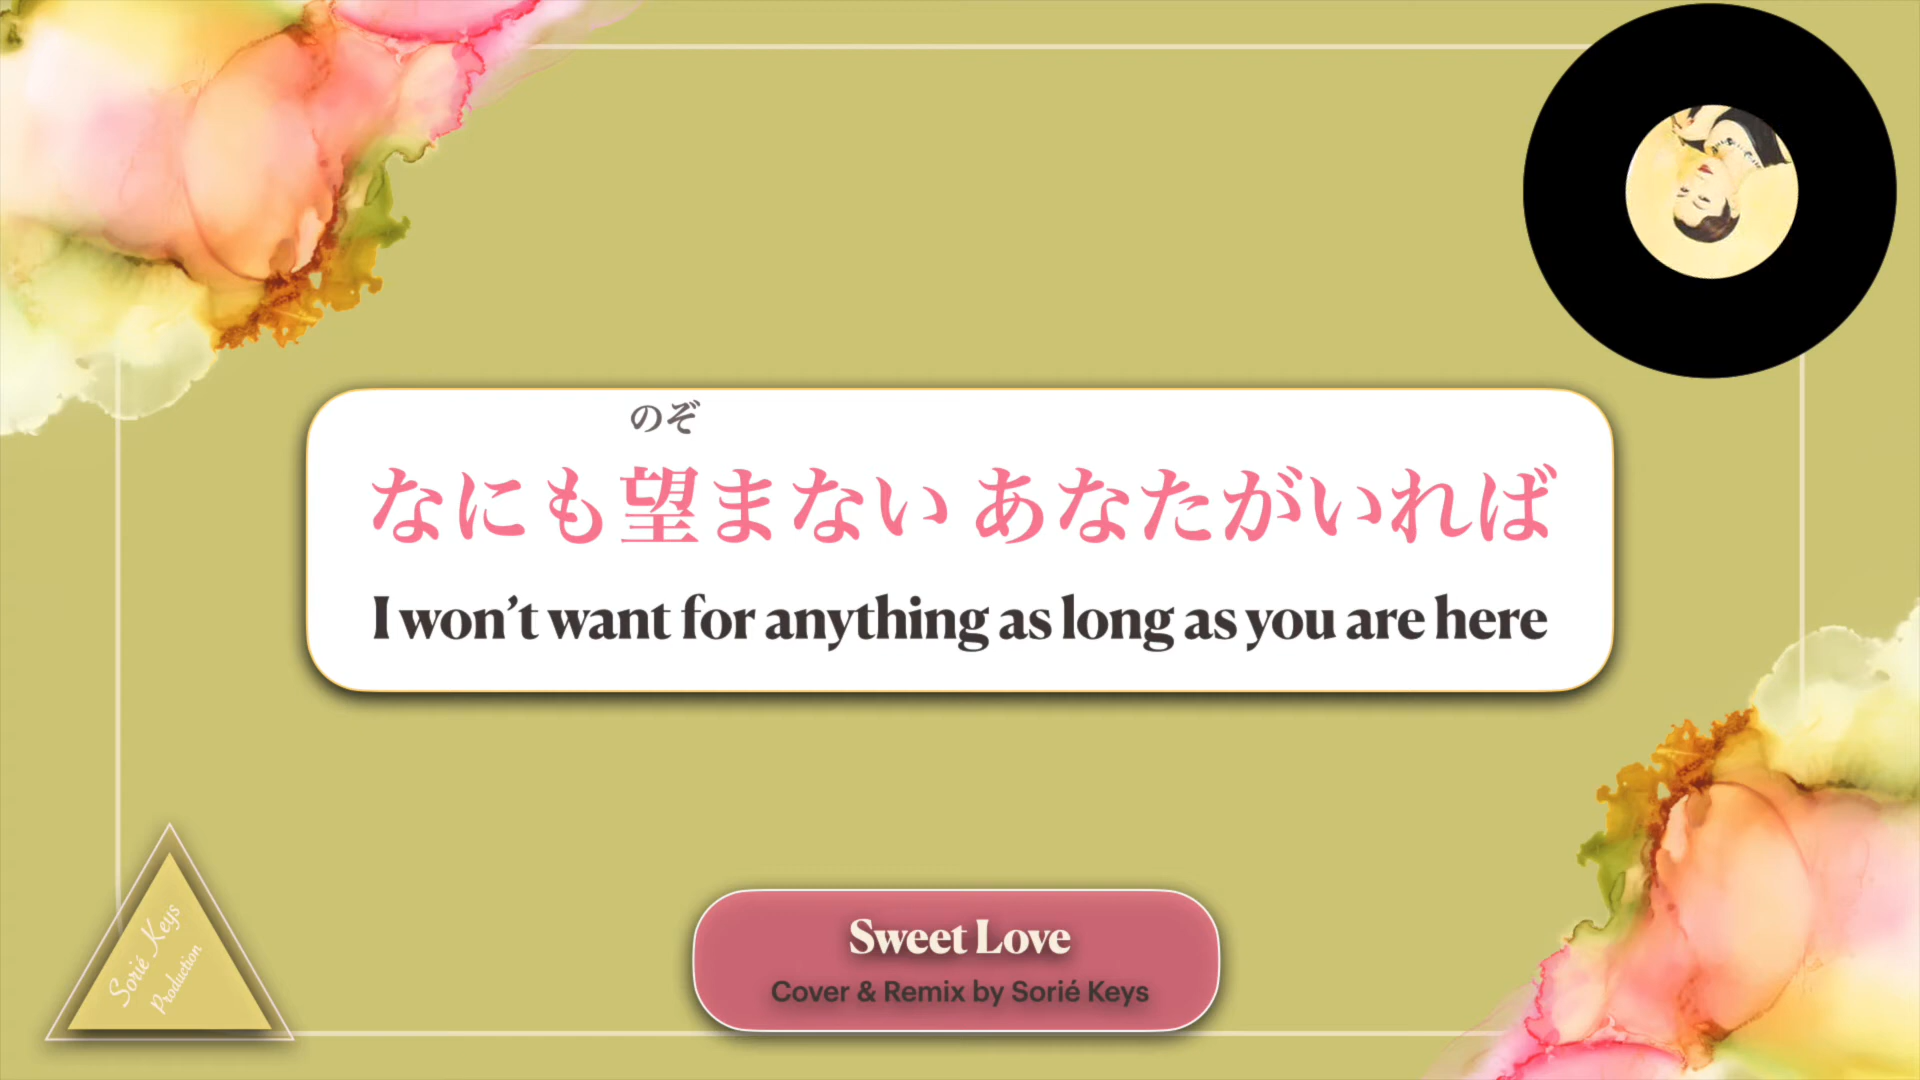 のぞ
なにも望まない あなたがいれば
I won’t want for anything as long as you are here
Sweet Love
Cover & Remix by Sorié Keys
Sorié Keys
Production